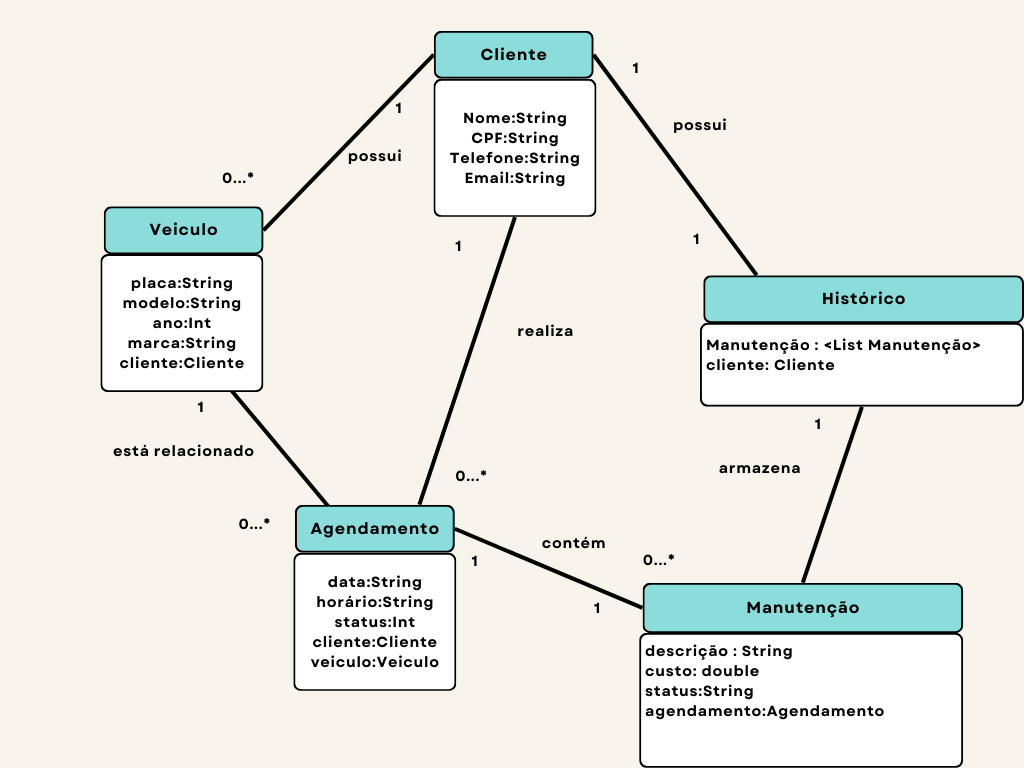 Cliente
Nome:String
CPF:String
Telefone:String
Email:String
1
possui
0...*
1
possui
1
Veiculo
placa:String
modelo:String
ano:Int
marca:String
cliente:Cliente
1
realiza
0...*
Histórico
Manutenção : <List Manutenção>
cliente: Cliente
1
está relacionado
0...*
1
armazena
0...*
Agendamento
data:String
horário:String
status:Int
cliente:Cliente
veiculo:Veiculo
1
contém
1
Manutenção
descrição : String
custo: double
status:String
agendamento:Agendamento